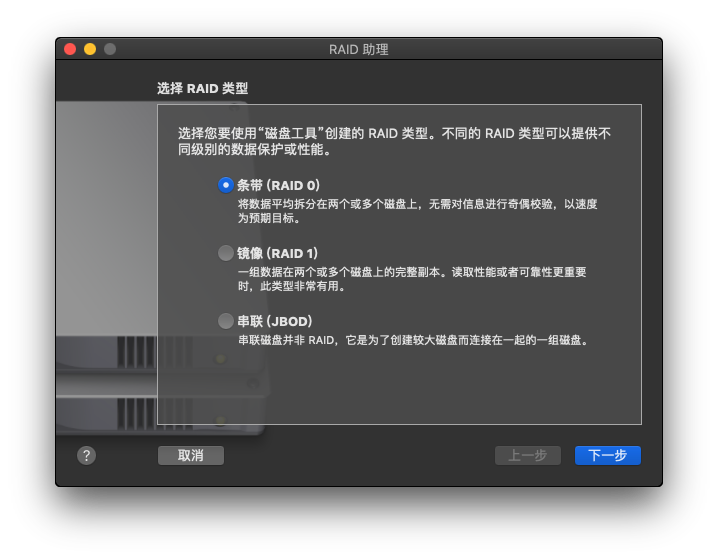 RAID 助理
选择 RAID 类型
选择您要使用“磁盘工具”创建的 RAID 类型。不同的 RAID 类型可以提供不
同级别的数据保护或性能。
条带 (RAID 0)
将数据平均拆分在两个或多个磁盘上，无需对信息进行奇偶校验，以速度
为预期目标。
镜像 (RAID 1)
一组数据在两个或多个磁盘上的完整副本。读取性能或者可靠性更重要
时，此类型非常有用。
串联 (JBOD)
串联磁盘并非 RAID，它是为了创建较大磁盘而连接在一起的一组磁盘。
? 取消 上一步 下一步